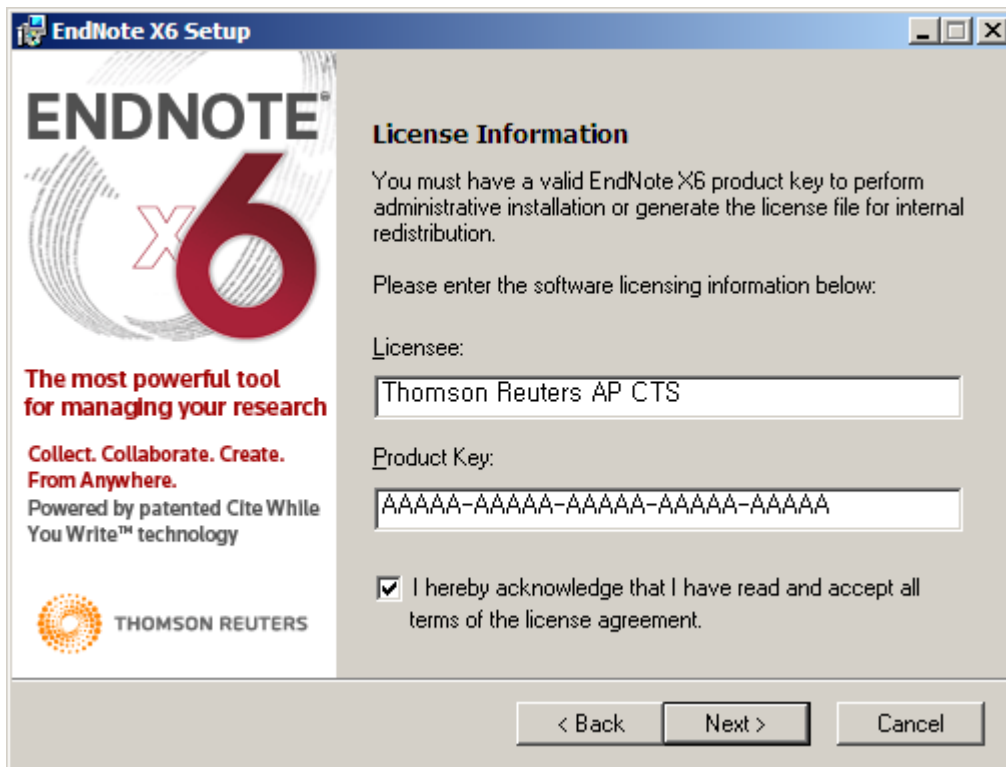 EndNote X6 Setup
ENDNOTE®
x6
The most powerful tool
for managing your research
Collect. Collaborate. Create.
From Anywhere.
Powered by patented Cite While
You Write™ technology
THOMSON REUTERS
License Information
You must have a valid EndNote X6 product key to perform
administrative installation or generate the license file for internal
redistribution.
Please enter the software licensing information below:
Licensee:
Thomson Reuters AP CTS
Product Key:
AAAAA-AAAAA-AAAAA-AAAAA-AAAAA
I hereby acknowledge that I have read and accept all
terms of the license agreement.
< Back Next > Cancel